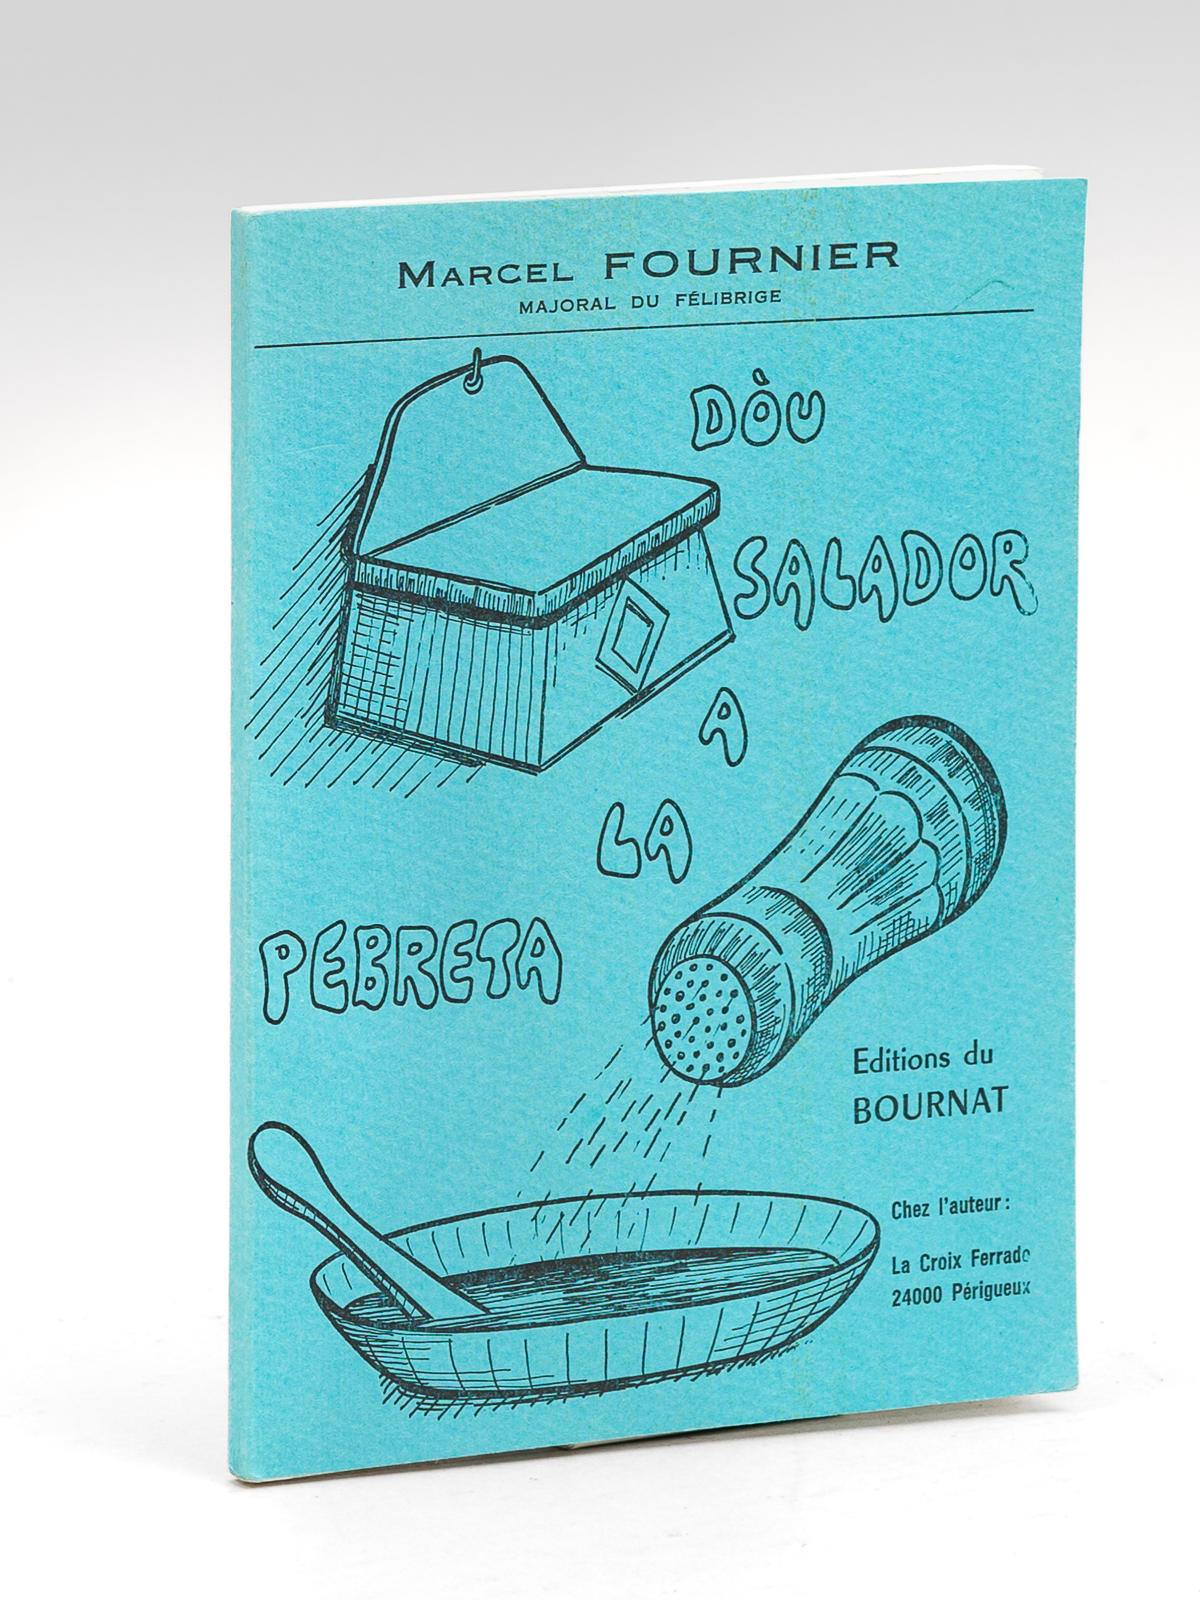 MARCEL FOURNIER
MAJORAL DU FÉLIBRIGE
DÒU
SALADOR
A
LA
PEBRETA
Editions du
BOURNAT
Chez l'auteur :
La Croix Ferrade
24000 Périgueux